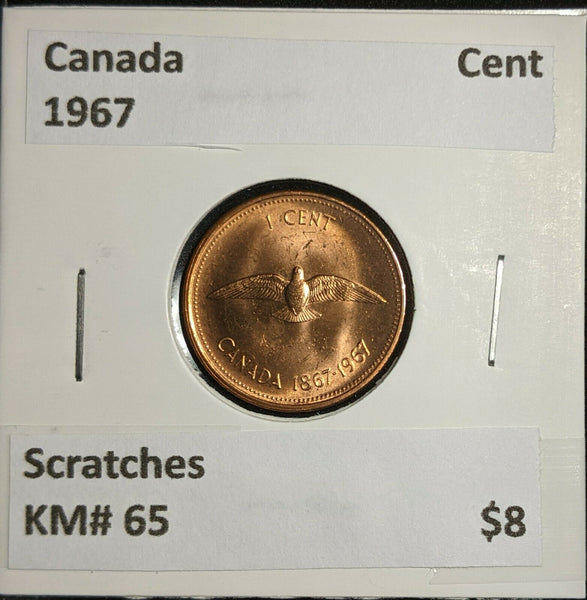 Canada Cent
1967
1 CENT
CANADA 1867-1967
Scratches
KM# 65 $8